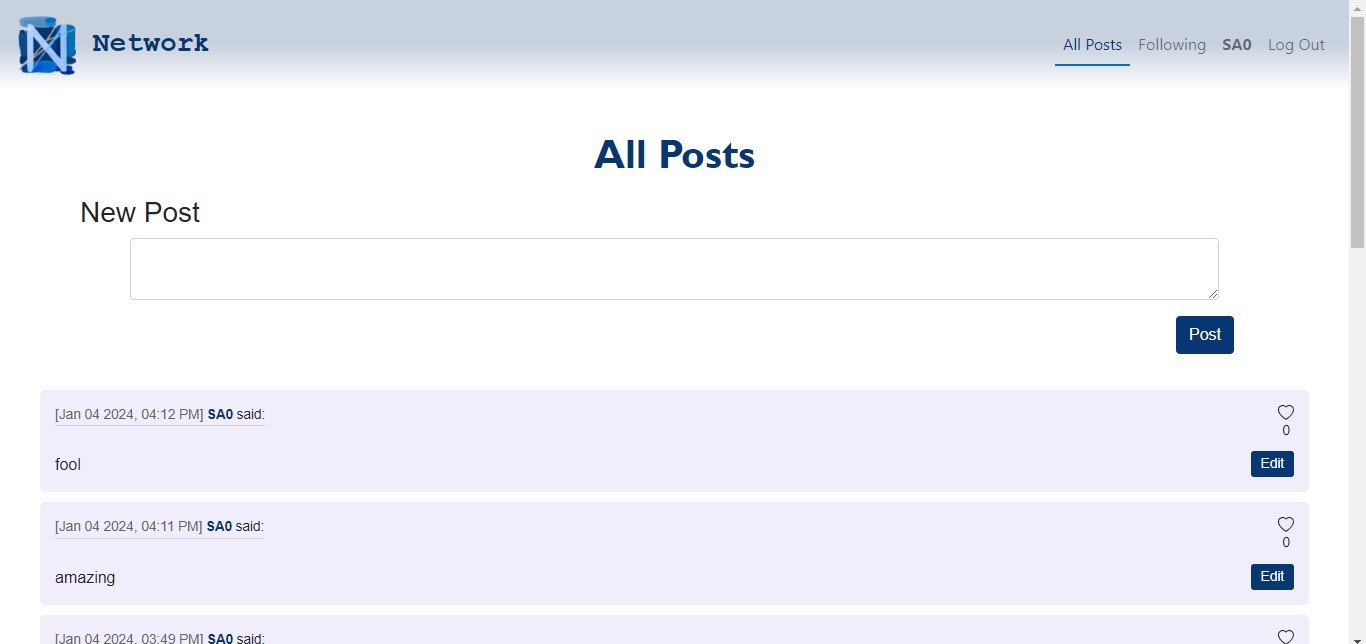 Network
All Posts Following SA0 Log Out
All Posts
New Post
Post
[Jan 04 2024, 04:12 PM] SA0 said:
0
fool
Edit
[Jan 04 2024, 04:11 PM] SA0 said:
0
amazing
Edit
[Jan 04 2024, 03:49 PM] SA0 said: